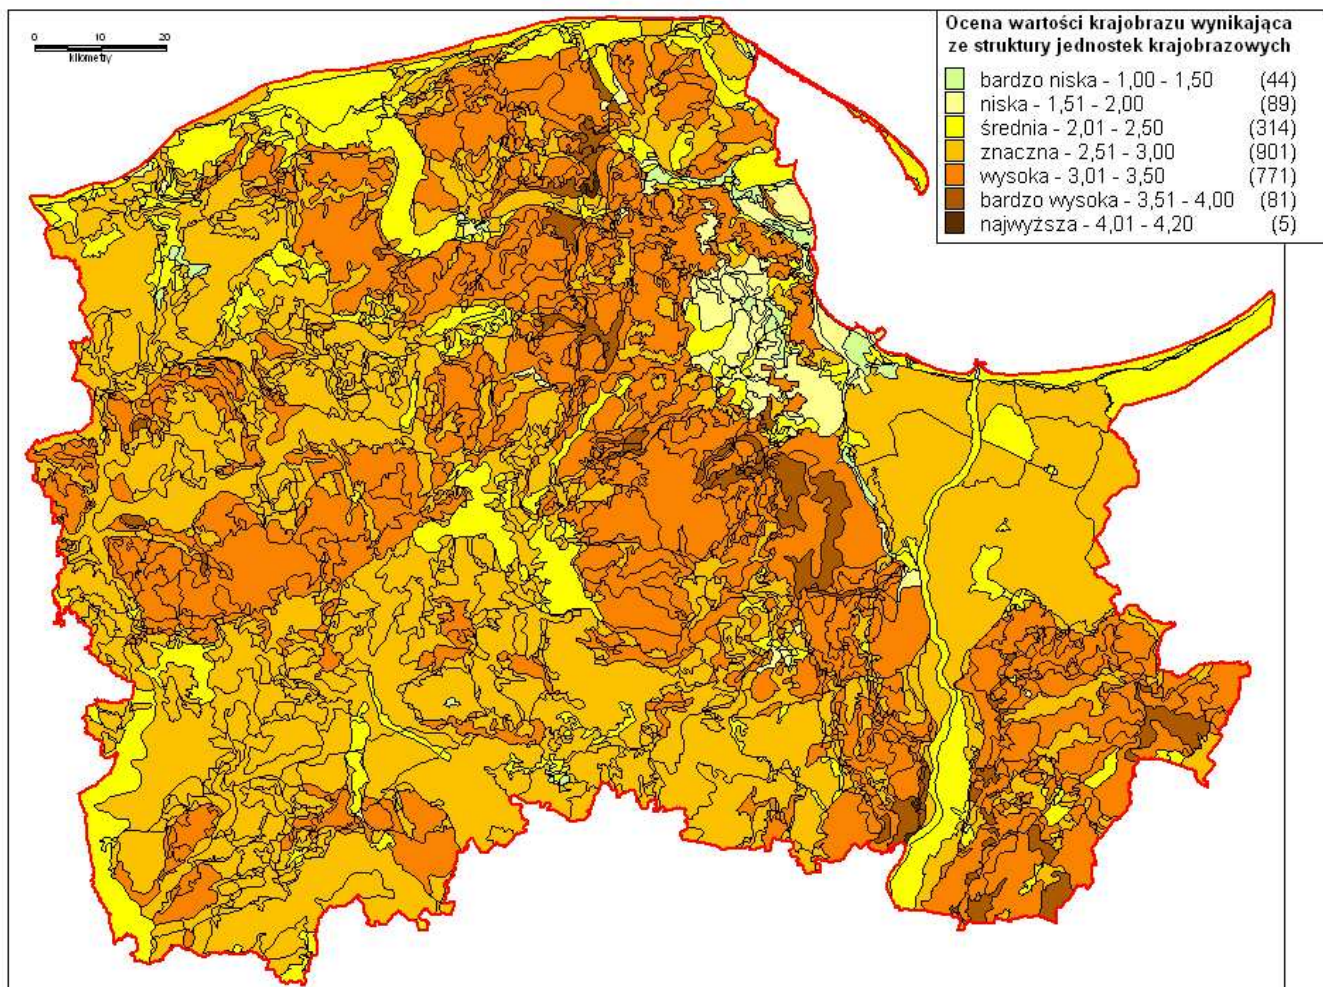 Ocena wartości krajobrazu wynikająca
ze struktury jednostek krajobrazowych
0 10 20
kilometry
bardzo niska - 1,00 - 1,50 (44)
niska - 1,51 - 2,00 (89)
średnia - 2,01 - 2,50 (314)
znaczna - 2,51 - 3,00 (901)
wysoka - 3,01 - 3,50 (771)
bardzo wysoka - 3,51 - 4,00 (81)
najwyższa - 4,01 - 4,20 (5)